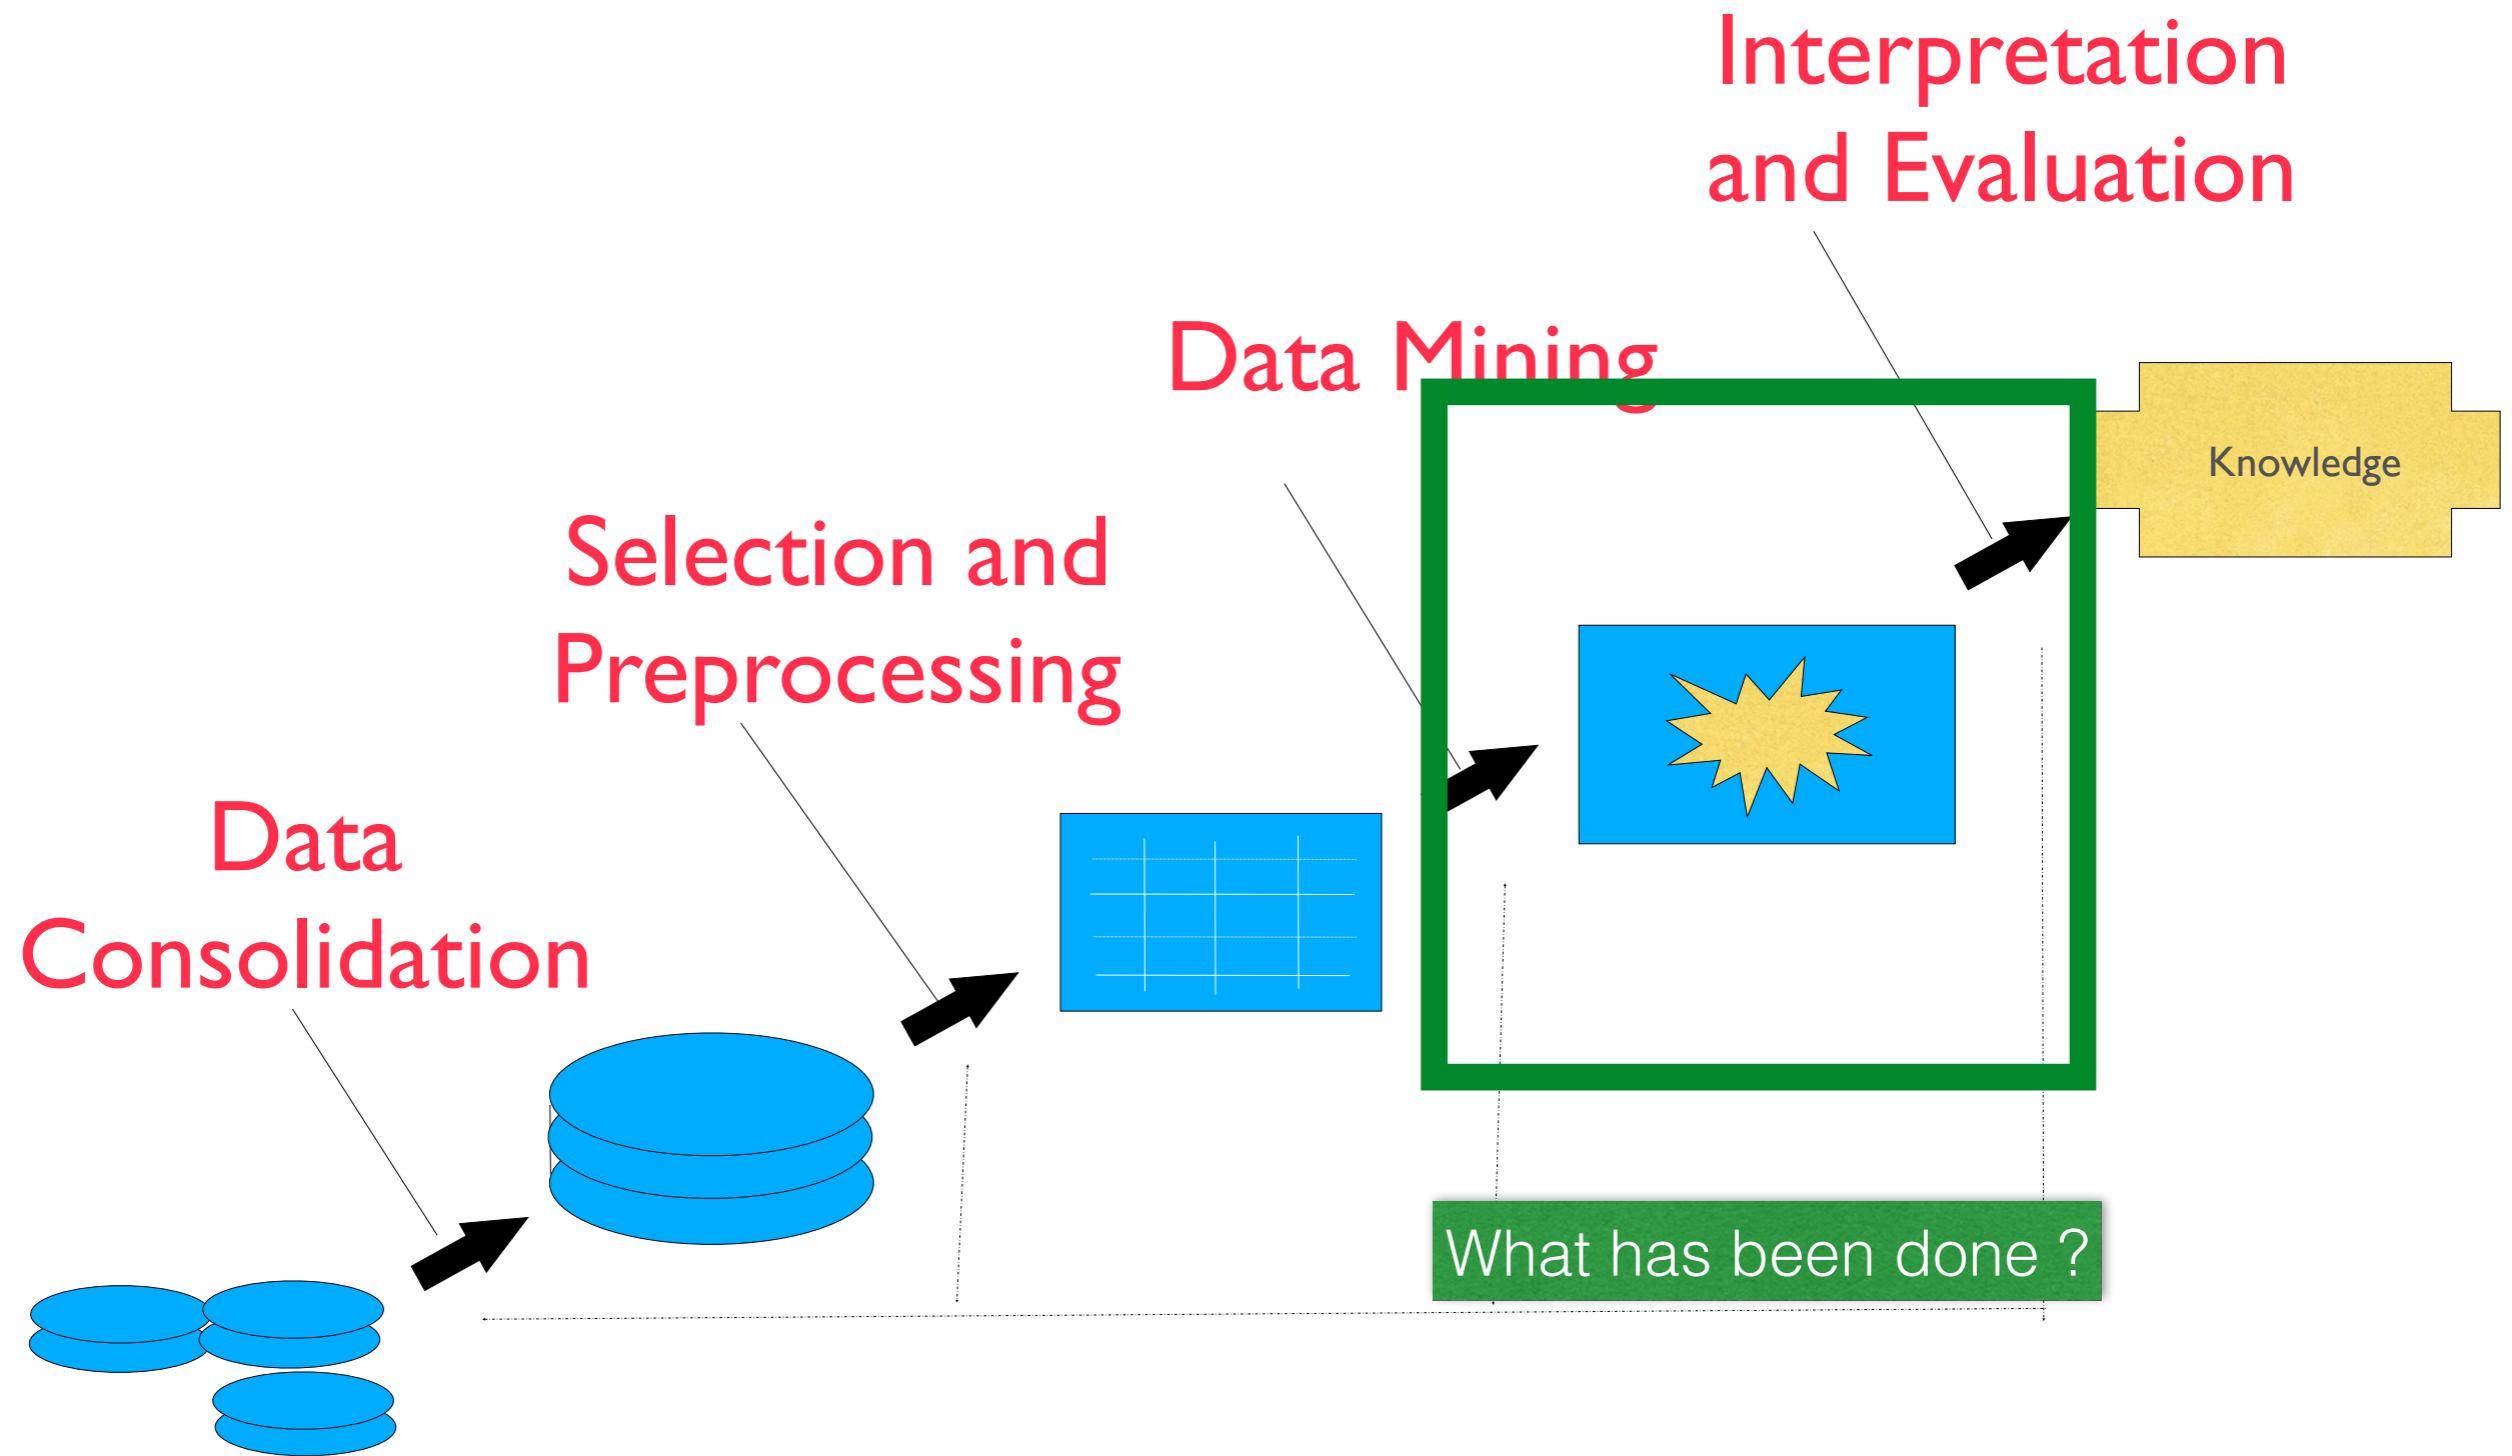 Interpretation
and Evaluation
Data Mining
Knowledge
Selection and
Preprocessing
Data
Consolidation
What has been done ?